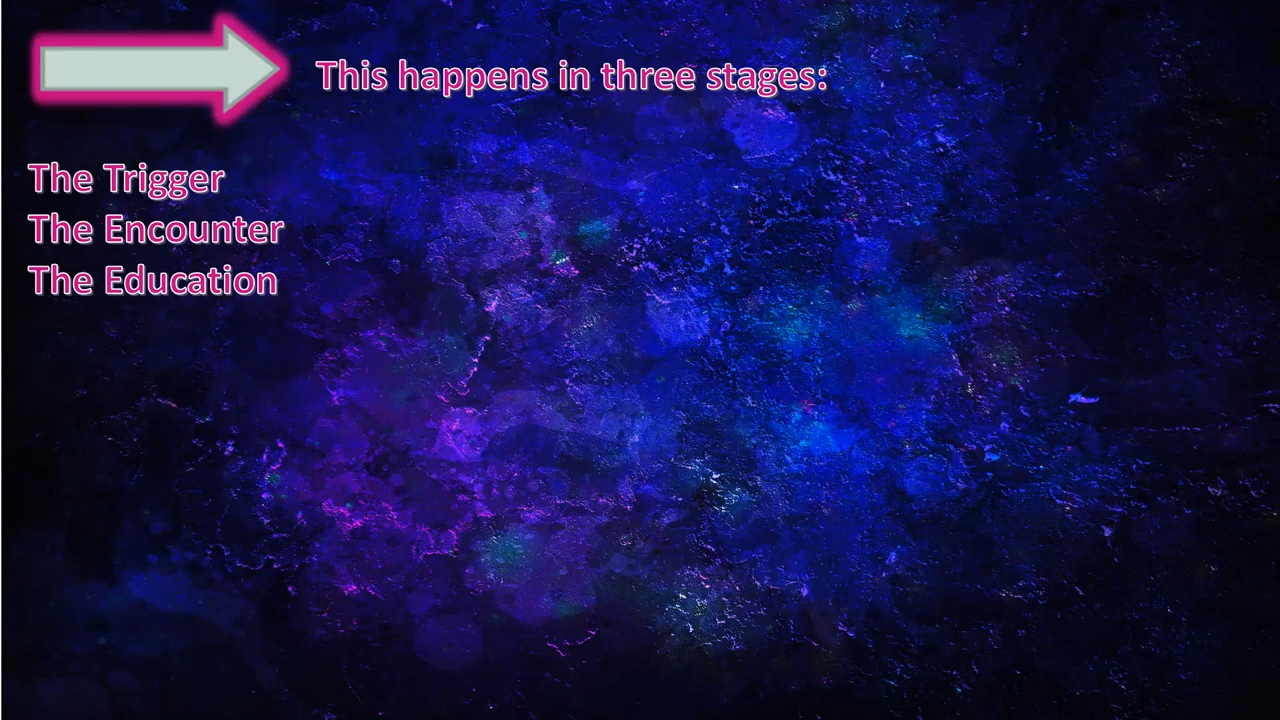 This happens in three stages:
The Trigger
The Encounter
The Education